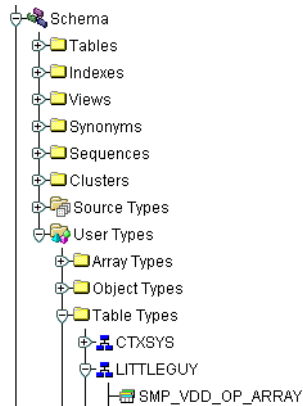 Schema
Tables
Indexes
Views
Synonyms
Sequences
Clusters
Source Types
User Types
Array Types
Object Types
Table Types
CTXSYS
LITTLEGUY
SMP_VDD_OP_ARRAY